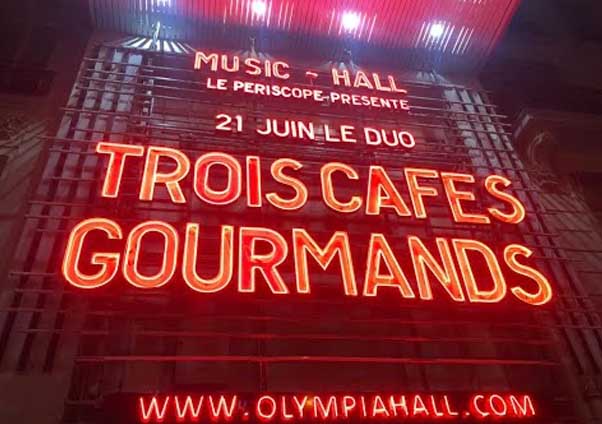 MUSIC - HALL
LE PERISCOPE-PRESENTE
21 JUIN LE DUO
TROIS CAFES
GOURMANDS
WWW.OLYMPIAHALL.COM